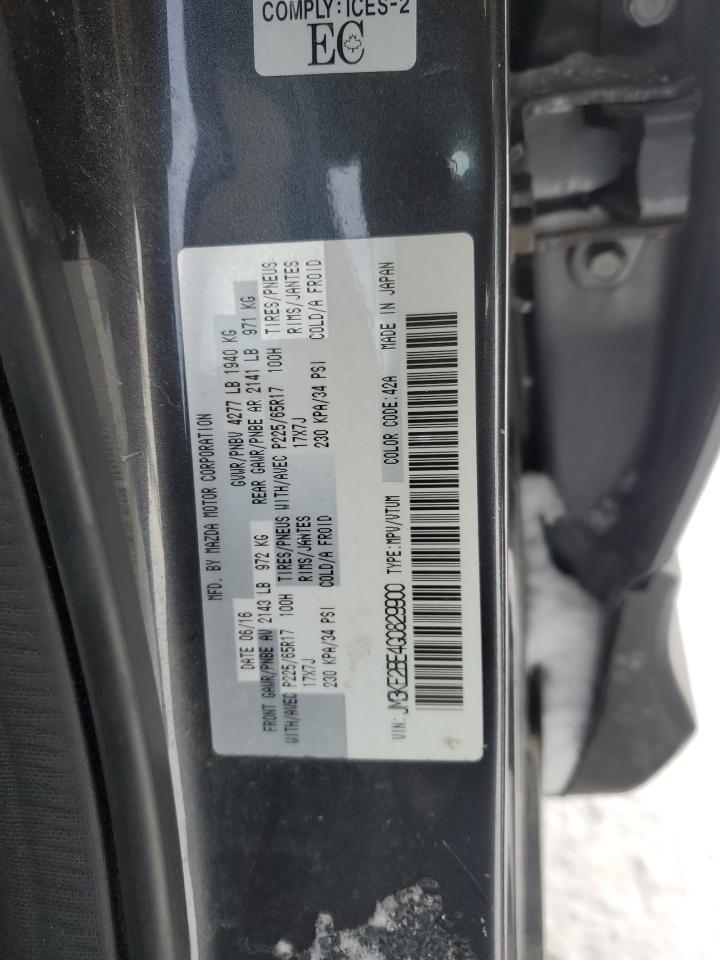 COMPLY:ICES-2
EC
MFD. BY MAZDA MOTOR CORPORATION
DATE 06/16 GVWR/PNBV 4277 LB 1940 KG
FRONT GAWR/PNBE AV 2143 LB 972 KG REAR GAWR/PNBE AR 2141 LB 971 KG
WITH/AVEC P225/65R17 100H TIRES/PNEUS WITH/AVEC P225/65R17 100H TIRES/PNEUS
17X7J RIMS/JANTES 17X7J RIMS/JANTES
230 KPA/34 PSI COLD/A FROID 230 KPA/34 PSI COLD/A FROID
VIN: JM3KE2BE4G0829900 TYPE:MPV/VTUM COLOR CODE:42A MADE IN JAPAN